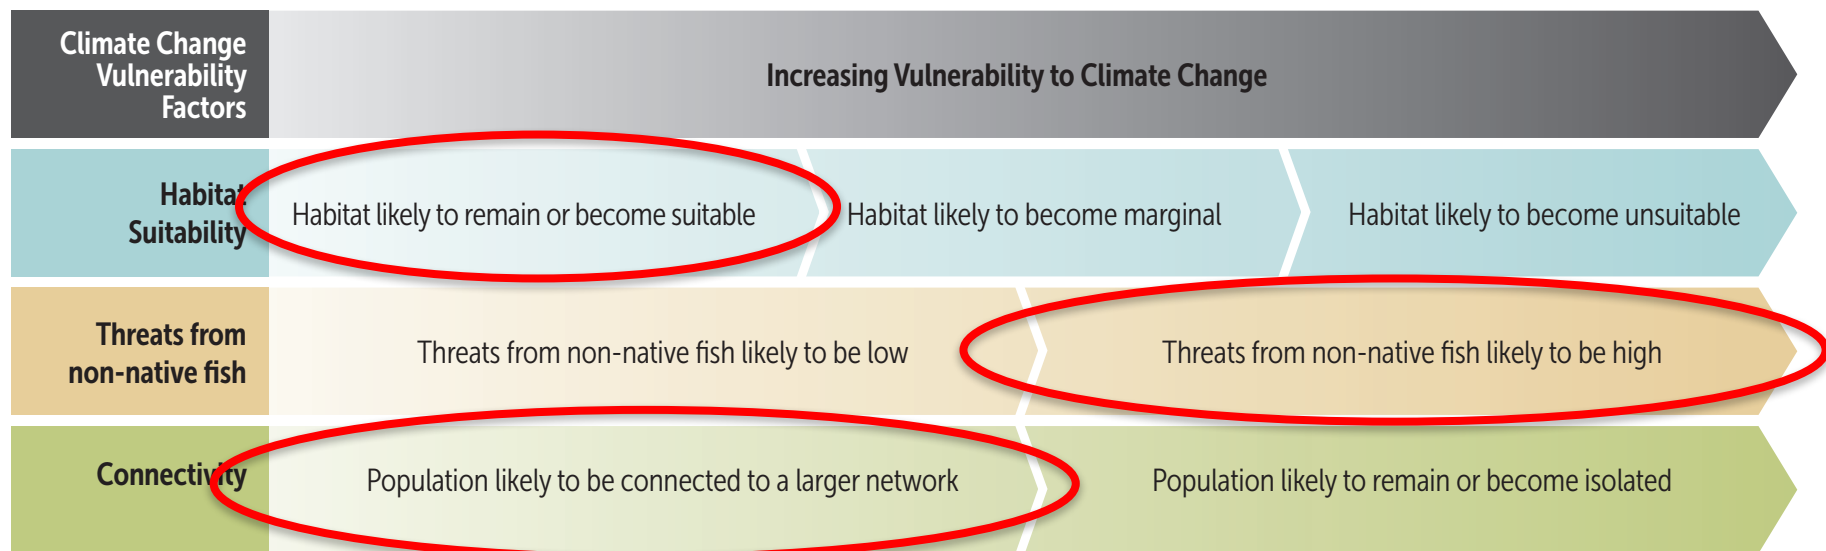 Climate Change
Vulnerability
Factors
Increasing Vulnerability to Climate Change
Habitat
Suitability
Habitat likely to remain or become suitable
Habitat likely to become marginal
Habitat likely to become unsuitable
Threats from
non-native fish
Threats from non-native fish likely to be low
Threats from non-native fish likely to be high
Connectivity
Population likely to be connected to a larger network
Population likely to remain or become isolated